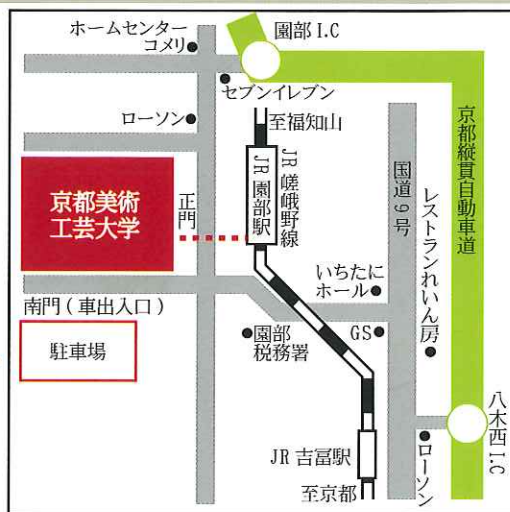 ホームセンター
コメリ
園部I.C
セブンイレブン
ローソン
至福知山
京都縦貫自動車道
国道9号
レストランれいん房
JR嵯峨野線
JR園部駅
正門
京都美術
工芸大学
いちたに
ホール
南門(車出入口)
園部
税務署
GS
駐車場
八木西I.C
ローソン
JR吉冨駅
至京都